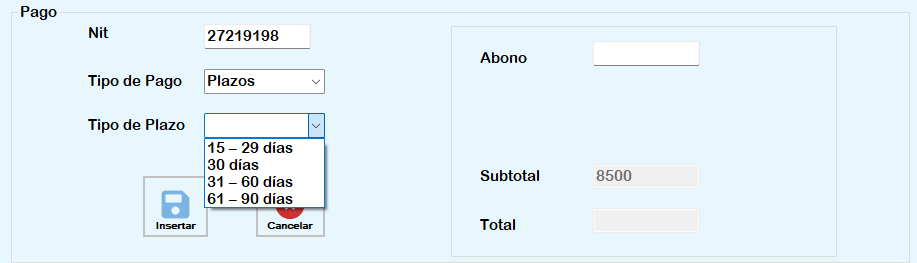 Pago
Nit
27219198
Tipo de Pago
Plazos
Tipo de Plazo
15 – 29 días
30 días
31 – 60 días
61 – 90 días
Insertar
Cancelar
Abono
Subtotal
8500
Total